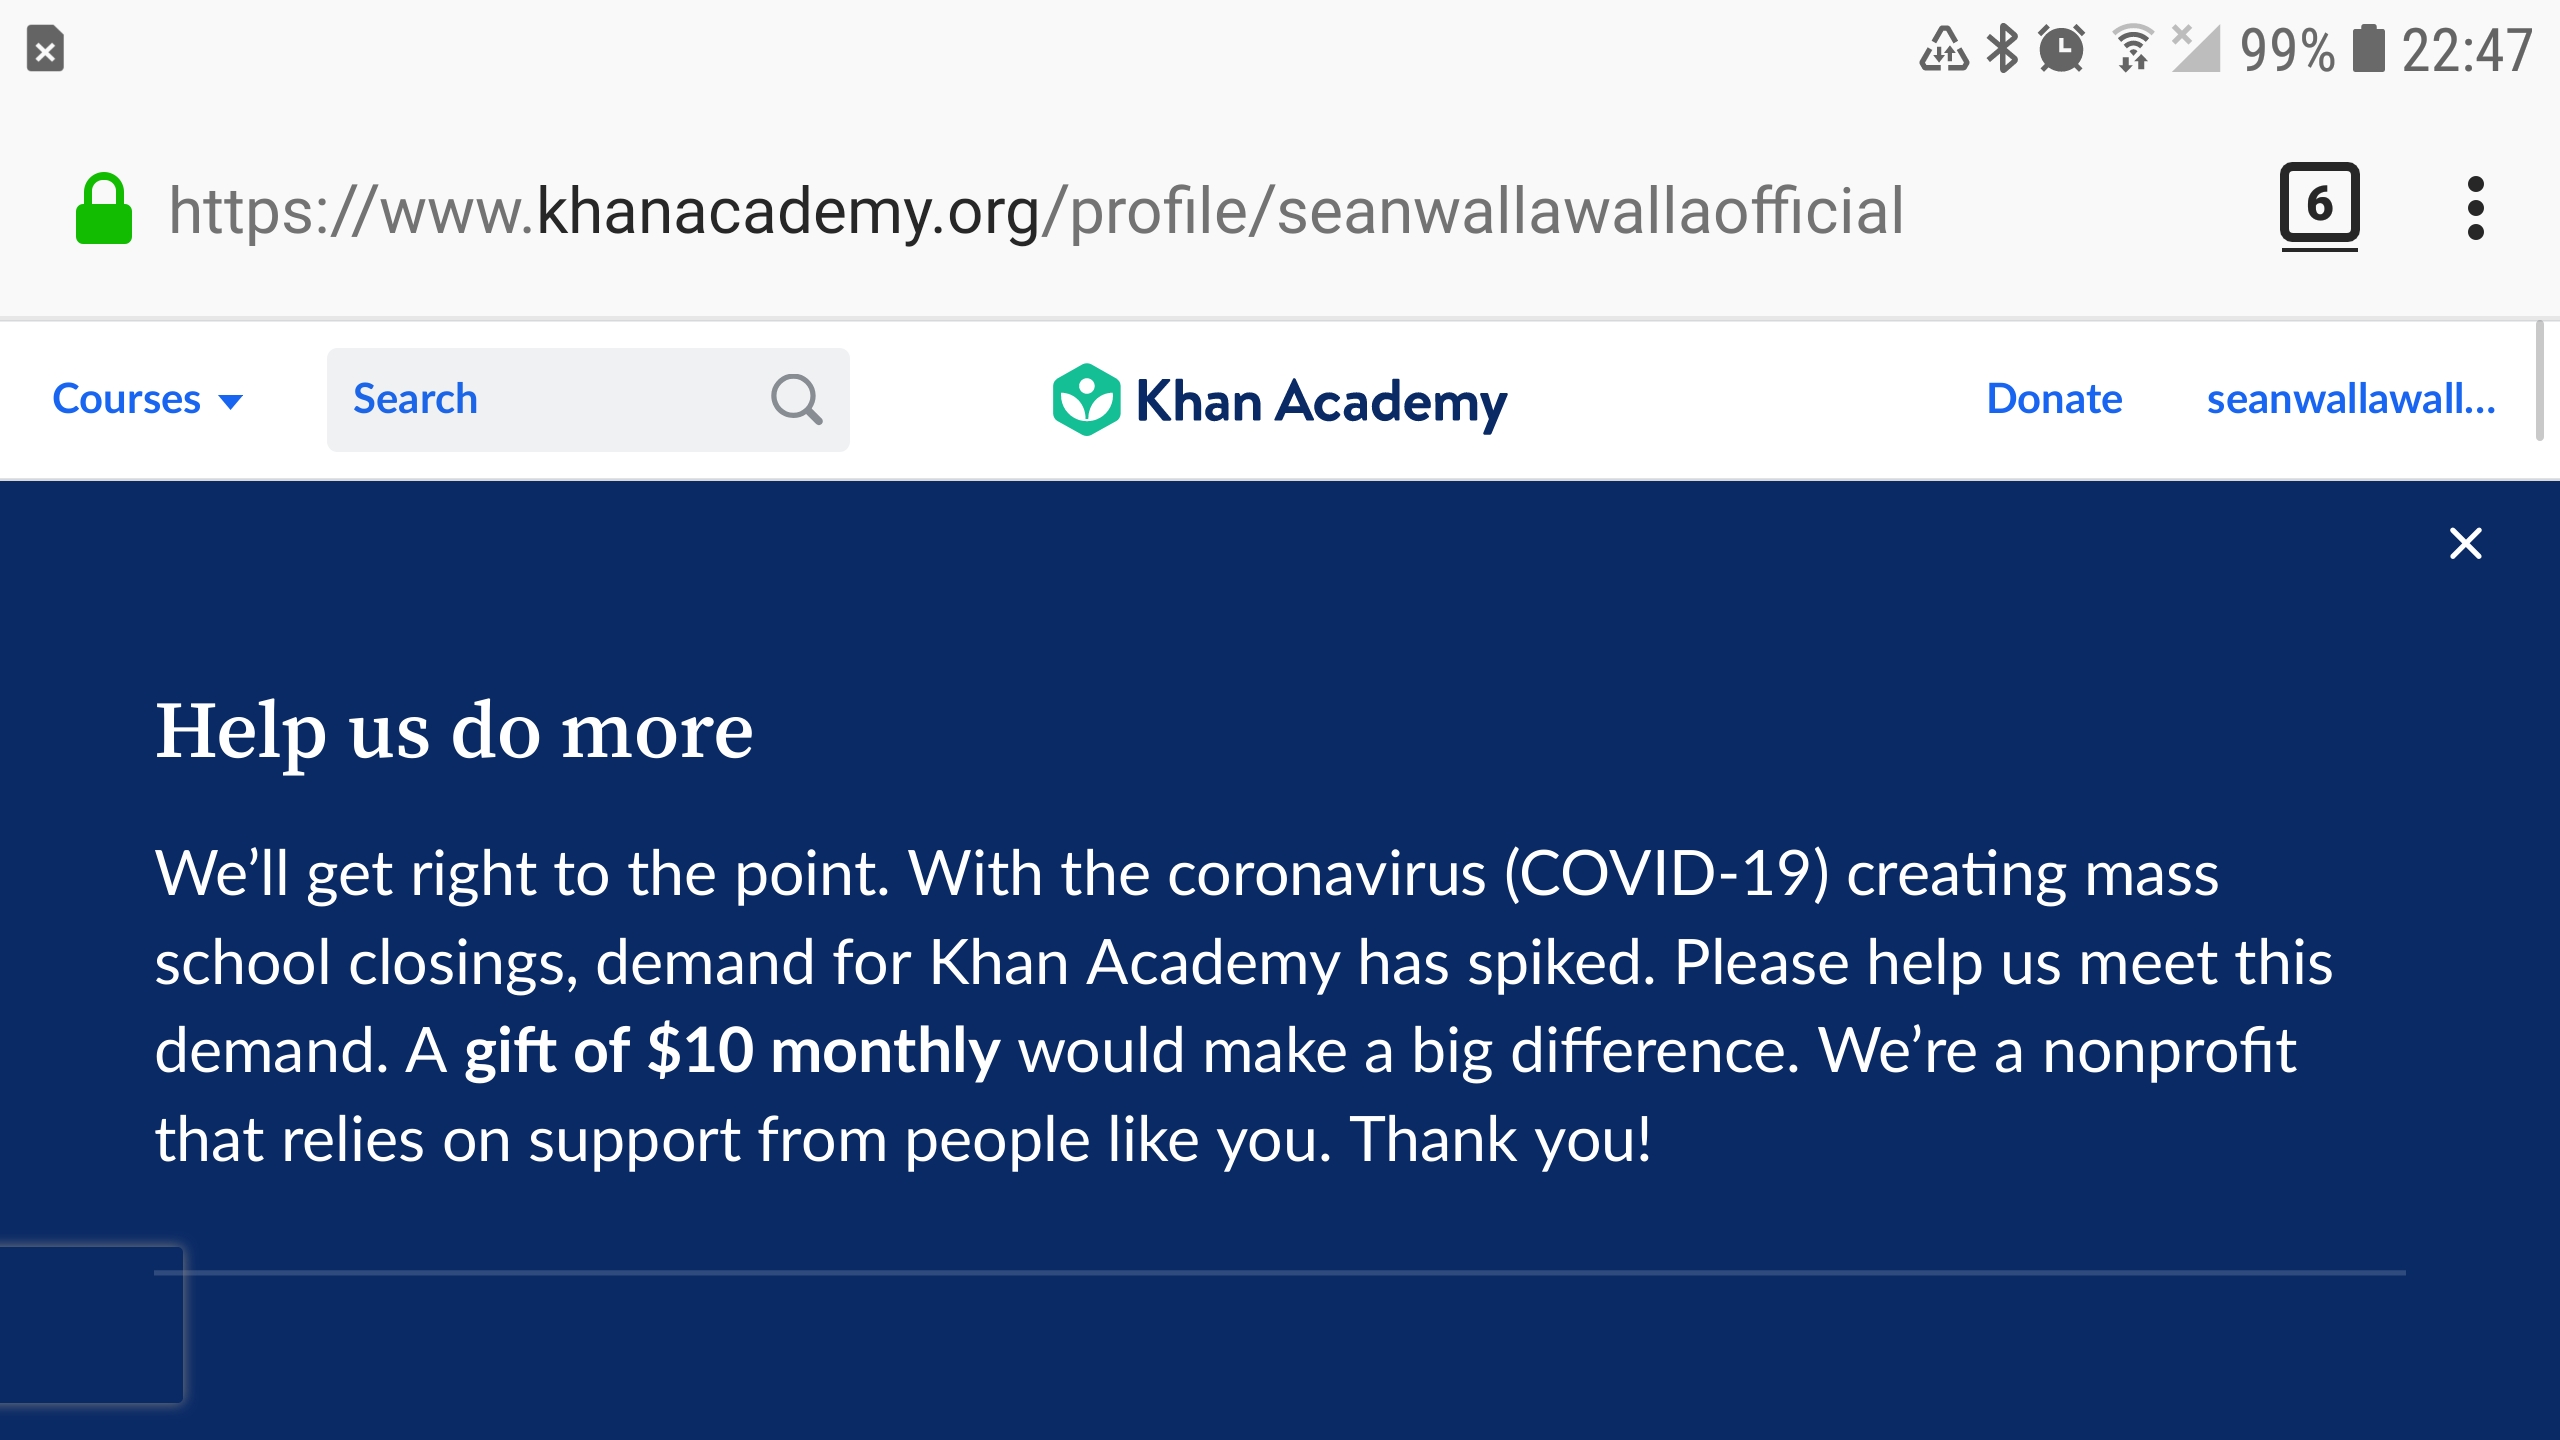 99% 22:47
https://www.khanacademy.org/profile/seanwallawallaofficial 6
Courses Search Khan Academy Donate seanwallawall...
Help us do more
We’ll get right to the point. With the coronavirus (COVID-19) creating mass
school closings, demand for Khan Academy has spiked. Please help us meet this
demand. A gift of $10 monthly would make a big difference. We’re a nonprofit
that relies on support from people like you. Thank you!